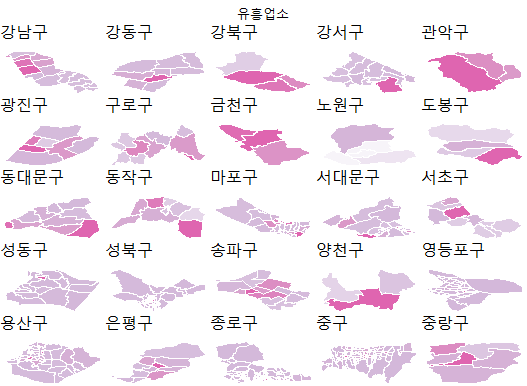 유흥업소
강남구 강동구 강북구 강서구 관악구
광진구 구로구 금천구 노원구 도봉구
동대문구 동작구 마포구 서대문구 서초구
성동구 성북구 송파구 양천구 영등포구
용산구 은평구 종로구 중구 중랑구